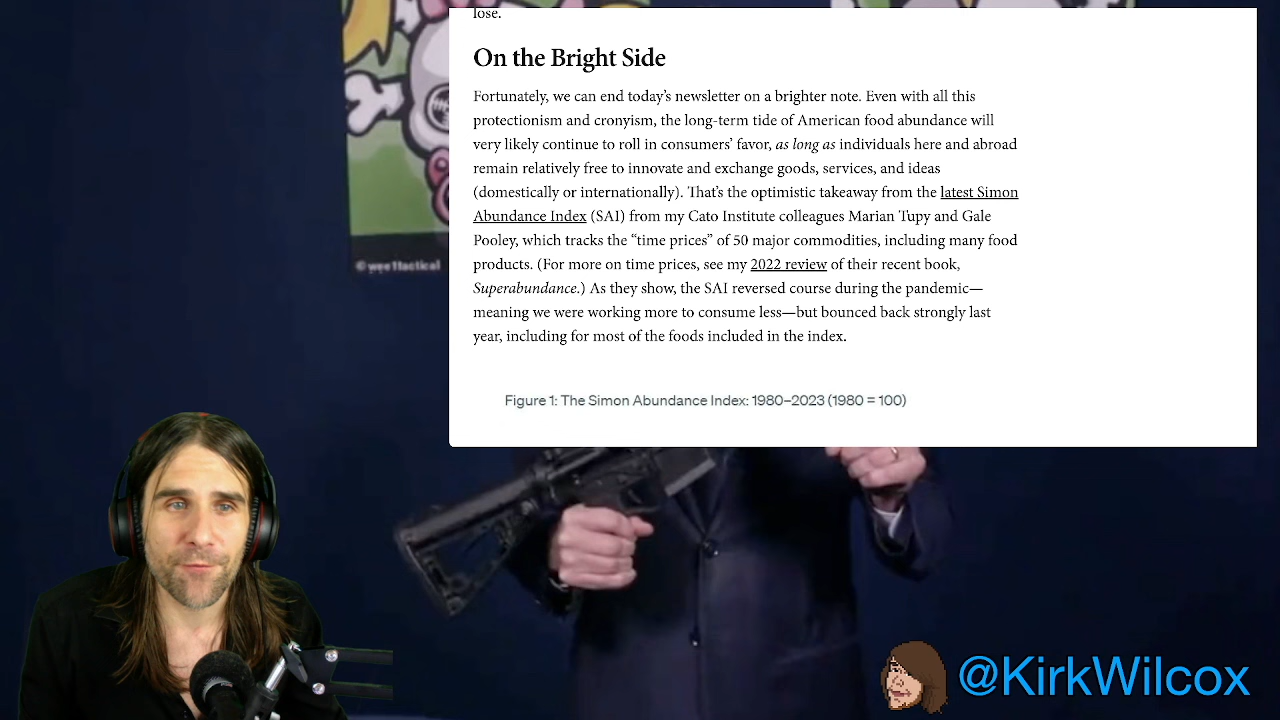 lose.
On the Bright Side
Fortunately, we can end today’s newsletter on a brighter note. Even with all this
protectionism and cronyism, the long-term tide of American food abundance will
very likely continue to roll in consumers’ favor, as long as individuals here and abroad
remain relatively free to innovate and exchange goods, services, and ideas
(domestically or internationally). That’s the optimistic takeaway from the latest Simon
Abundance Index (SAI) from my Cato Institute colleagues Marian Tupy and Gale
Pooley, which tracks the “time prices” of 50 major commodities, including many food
products. (For more on time prices, see my 2022 review of their recent book,
Superabundance.) As they show, the SAI reversed course during the pandemic—
meaning we were working more to consume less—but bounced back strongly last
year, including for most of the foods included in the index.
Figure 1: The Simon Abundance Index: 1980–2023 (1980 = 100)
©wee1tactical
@KirkWilcox